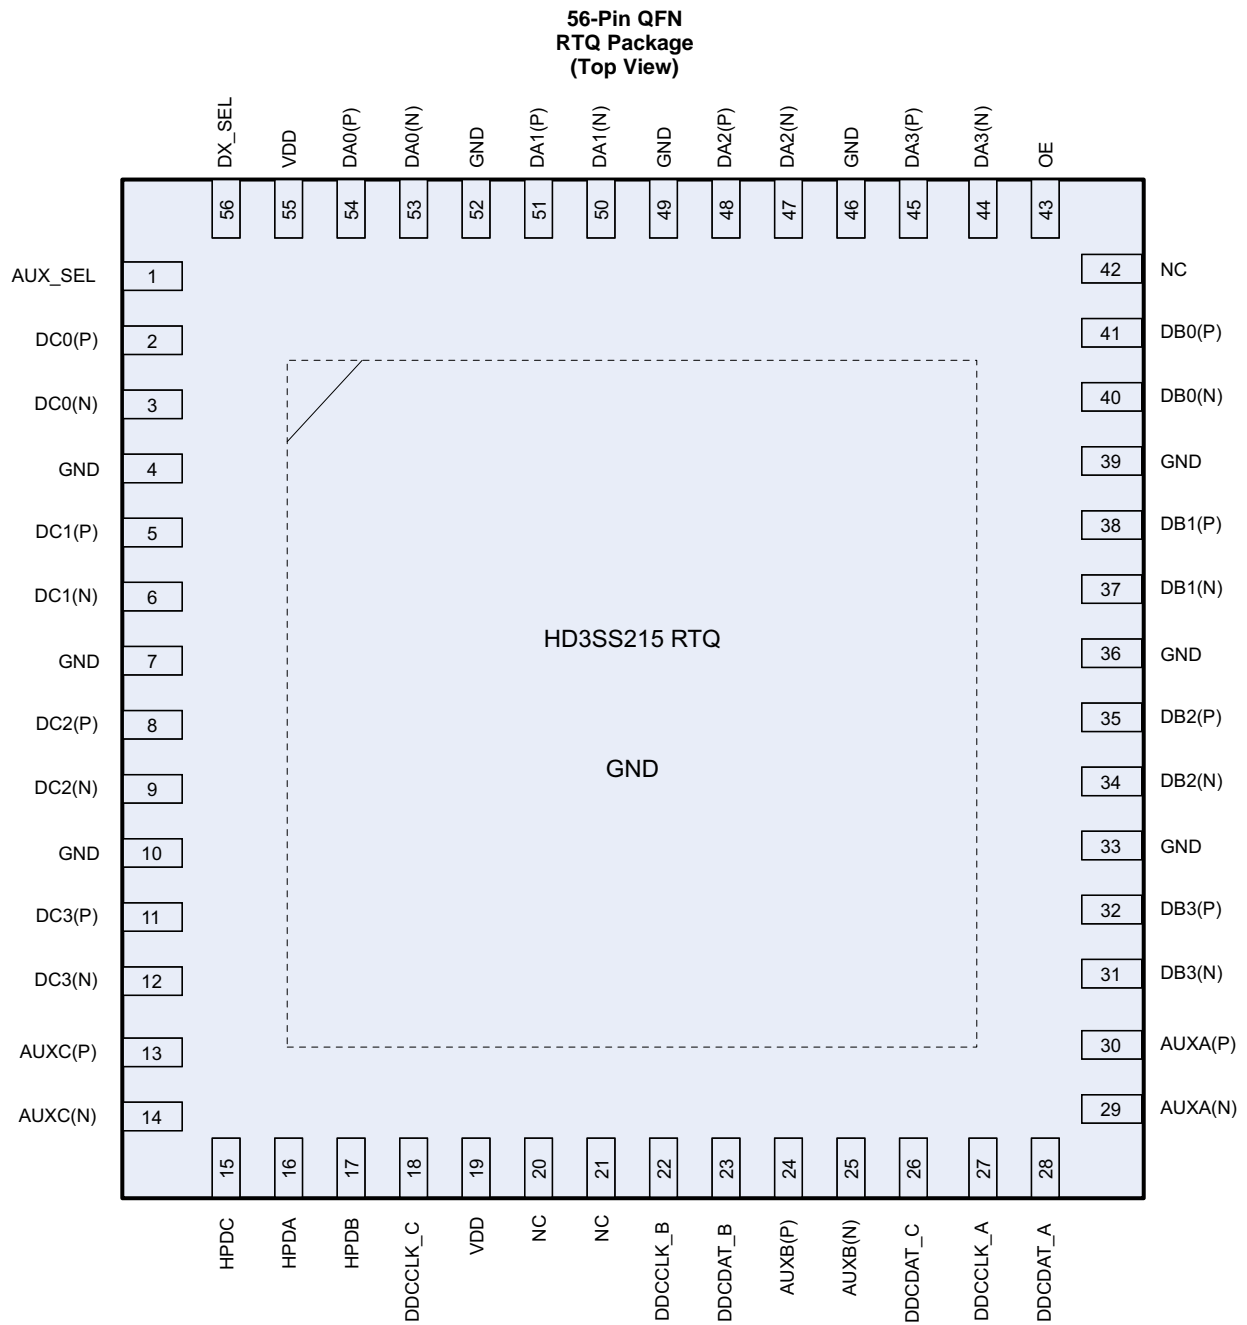 56-Pin QFN
RTQ Package
(Top View)
DX_SEL
VDD
DA0(P)
DA0(N)
GND
DA1(P)
DA1(N)
GND
DA2(P)
DA2(N)
GND
DA3(P)
DA3(N)
OE
56
55
54
53
52
51
50
49
48
47
46
45
44
43
AUX_SEL 1
DC0(P) 2
DC0(N) 3
GND 4
DC1(P) 5
DC1(N) 6
GND 7
DC2(P) 8
DC2(N) 9
GND 10
DC3(P) 11
DC3(N) 12
AUXC(P) 13
AUXC(N) 14
HD3SS215 RTQ
GND
42 NC
41 DB0(P)
40 DB0(N)
39 GND
38 DB1(P)
37 DB1(N)
36 GND
35 DB2(P)
34 DB2(N)
33 GND
32 DB3(P)
31 DB3(N)
30 AUXA(P)
29 AUXA(N)
15
16
17
18
19
20
21
22
23
24
25
26
27
28
HPDC
HPDA
HPDB
DDCCLK_C
VDD
NC
NC
DDCCLK_B
DDCDAT_B
AUXB(P)
AUXB(N)
DDCDAT_C
DDCCLK_A
DDCDAT_A